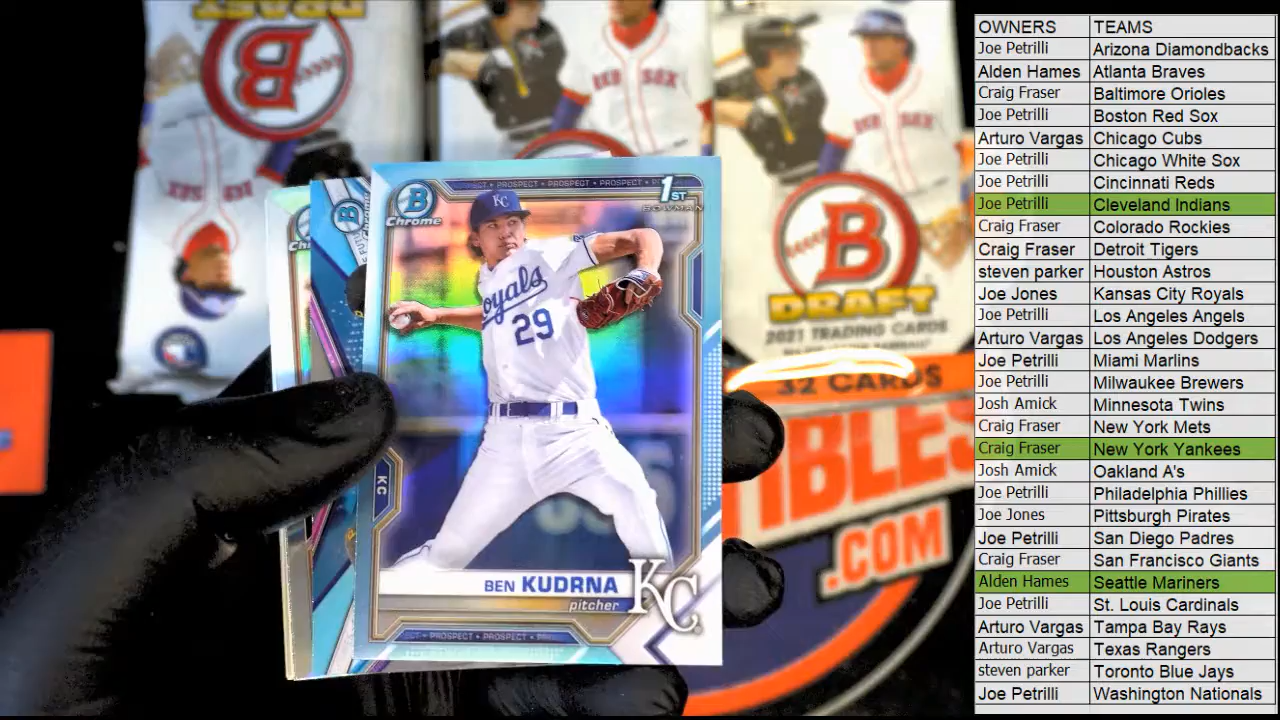 B
RED SOX
RED SOX
B
DRAFT
2021 TRADING CARDS
32 CARDS
TIBLES
.COM
B
Chrome
PROSPECT • PROSPECT • PROSPECT
1ST
BOWMAN
KC
Royals
29
KC
BEN KUDRNA
pitcher
KC
PROSPECT • PROSPECT
OWNERS TEAMS
Joe Petrilli Arizona Diamondbacks
Alden Hames Atlanta Braves
Craig Fraser Baltimore Orioles
Joe Petrilli Boston Red Sox
Arturo Vargas Chicago Cubs
Joe Petrilli Chicago White Sox
Joe Petrilli Cincinnati Reds
Joe Petrilli Cleveland Indians
Craig Fraser Colorado Rockies
Craig Fraser Detroit Tigers
steven parker Houston Astros
Joe Jones Kansas City Royals
Joe Petrilli Los Angeles Angels
Arturo Vargas Los Angeles Dodgers
Joe Petrilli Miami Marlins
Joe Petrilli Milwaukee Brewers
Josh Amick Minnesota Twins
Craig Fraser New York Mets
Craig Fraser New York Yankees
Josh Amick Oakland A's
Joe Petrilli Philadelphia Phillies
Joe Jones Pittsburgh Pirates
Joe Petrilli San Diego Padres
Craig Fraser San Francisco Giants
Alden Hames Seattle Mariners
Joe Petrilli St. Louis Cardinals
Arturo Vargas Tampa Bay Rays
Arturo Vargas Texas Rangers
steven parker Toronto Blue Jays
Joe Petrilli Washington Nationals